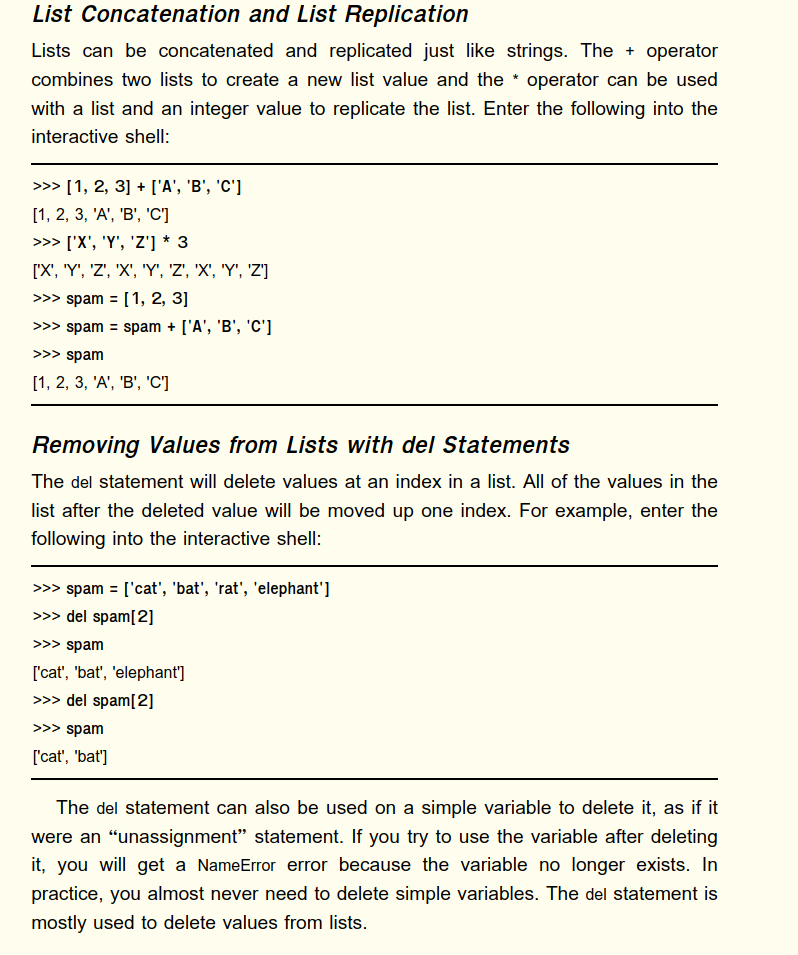 List Concatenation and List Replication
Lists can be concatenated and replicated just like strings. The + operator
combines two lists to create a new list value and the * operator can be used
with a list and an integer value to replicate the list. Enter the following into the
interactive shell:
>>> [1, 2, 3] + ['A', 'B', 'C']
[1, 2, 3, 'A', 'B', 'C']
>>> ['X', 'Y', 'Z'] * 3
['X', 'Y', 'Z', 'X', 'Y', 'Z', 'X', 'Y', 'Z']
>>> spam = [1, 2, 3]
>>> spam = spam + ['A', 'B', 'C']
>>> spam
[1, 2, 3, 'A', 'B', 'C']
Removing Values from Lists with del Statements
The del statement will delete values at an index in a list. All of the values in the
list after the deleted value will be moved up one index. For example, enter the
following into the interactive shell:
>>> spam = ['cat', 'bat', 'rat', 'elephant']
>>> del spam[2]
>>> spam
['cat', 'bat', 'elephant']
>>> del spam[2]
>>> spam
['cat', 'bat']
The del statement can also be used on a simple variable to delete it, as if it
were an “unassignment” statement. If you try to use the variable after deleting
it, you will get a NameError error because the variable no longer exists. In
practice, you almost never need to delete simple variables. The del statement is
mostly used to delete values from lists.